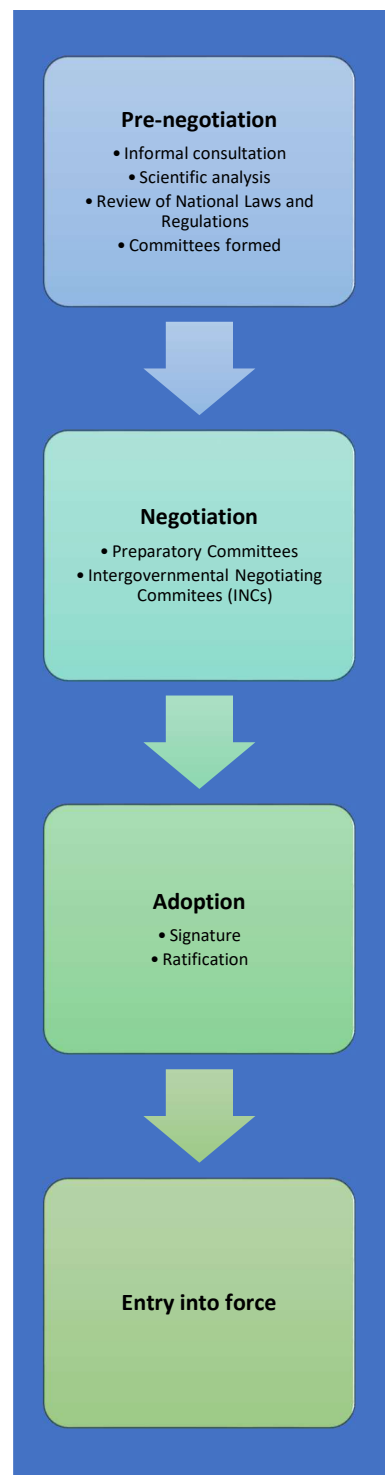 Pre-negotiation
• Informal consultation
• Scientific analysis
• Review of National Laws and
Regulations
• Committees formed
Negotiation
• Preparatory Committees
• Intergovernmental Negotiating
Commitees (INCs)
Adoption
• Signature
• Ratification
Entry into force